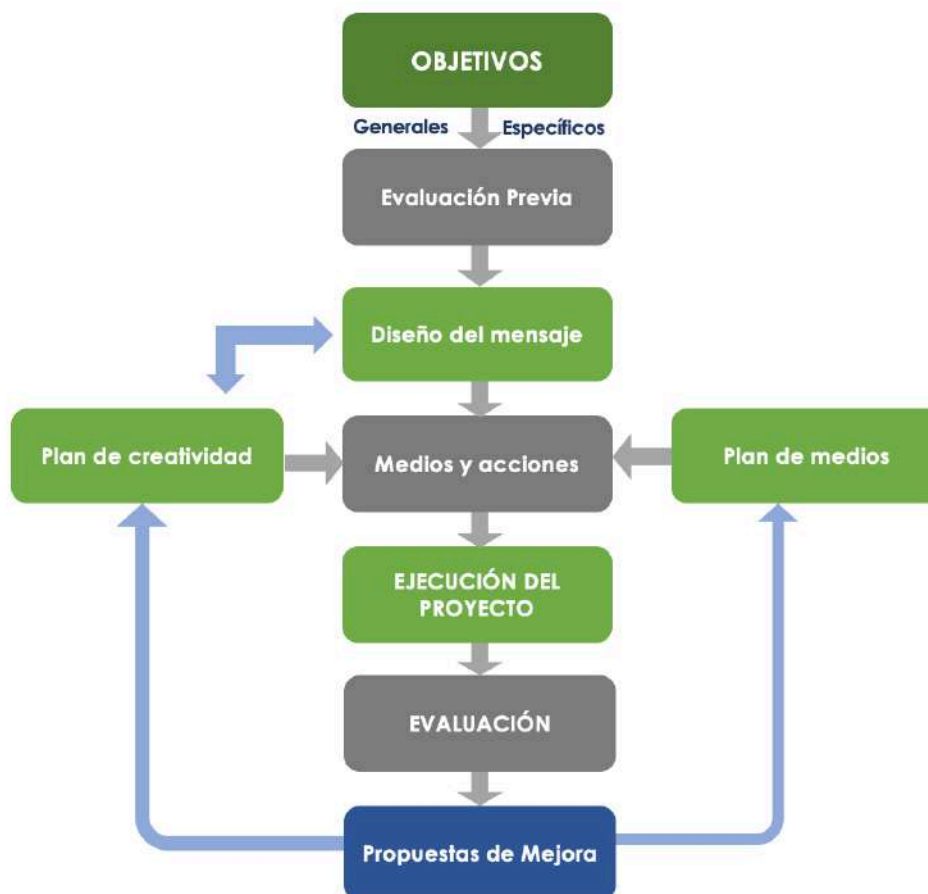 OBJETIVOS
Generales
Específicos
Evaluación Previa
Diseño del mensaje
Plan de creatividad
Medios y acciones
Plan de medios
EJECUCIÓN DEL
PROYECTO
EVALUACIÓN
Propuestas de Mejora